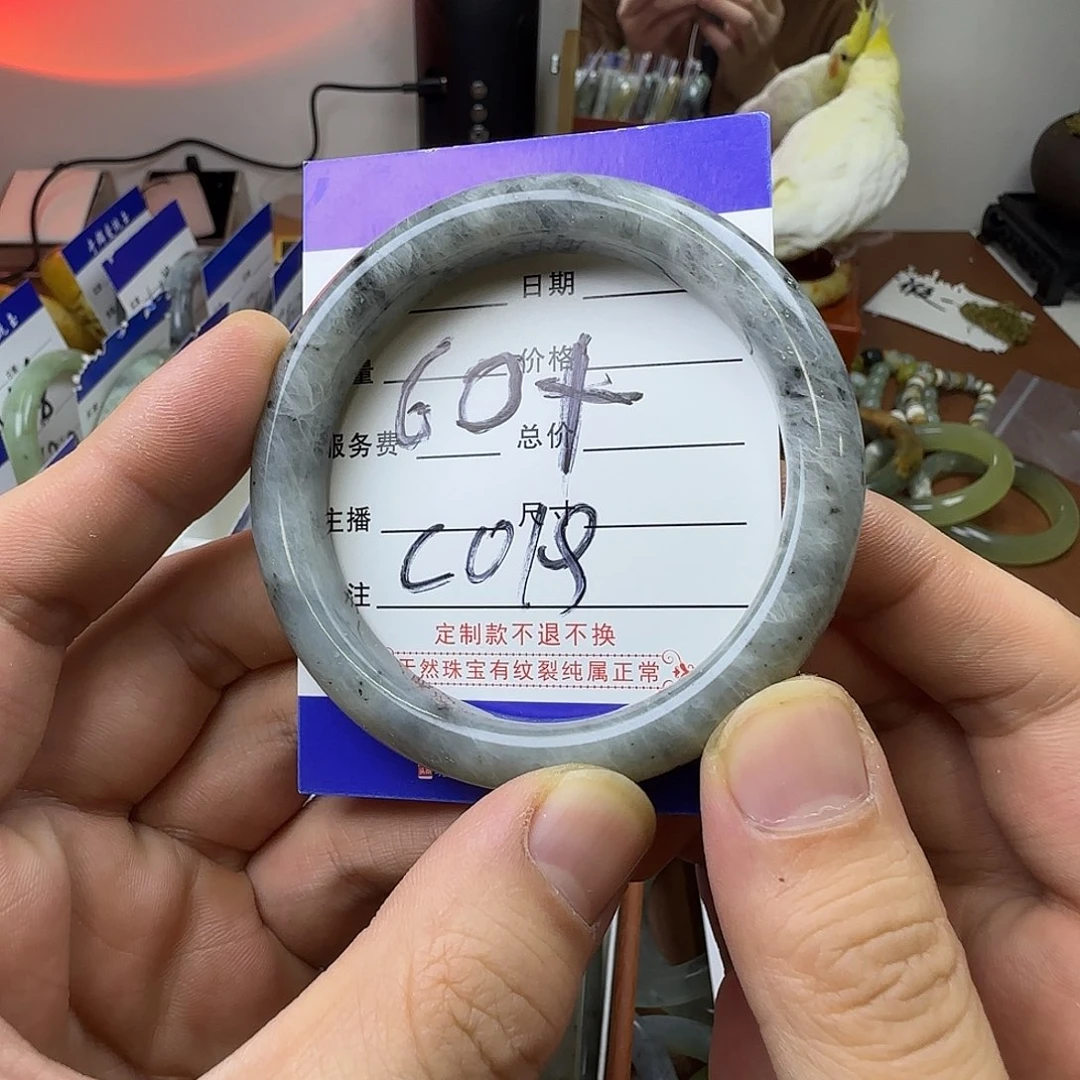 日期
量 价格
60+
服务费 总价
主播 尺寸
C019
注
定制款不退不换
天然珠宝有纹裂纯属正常